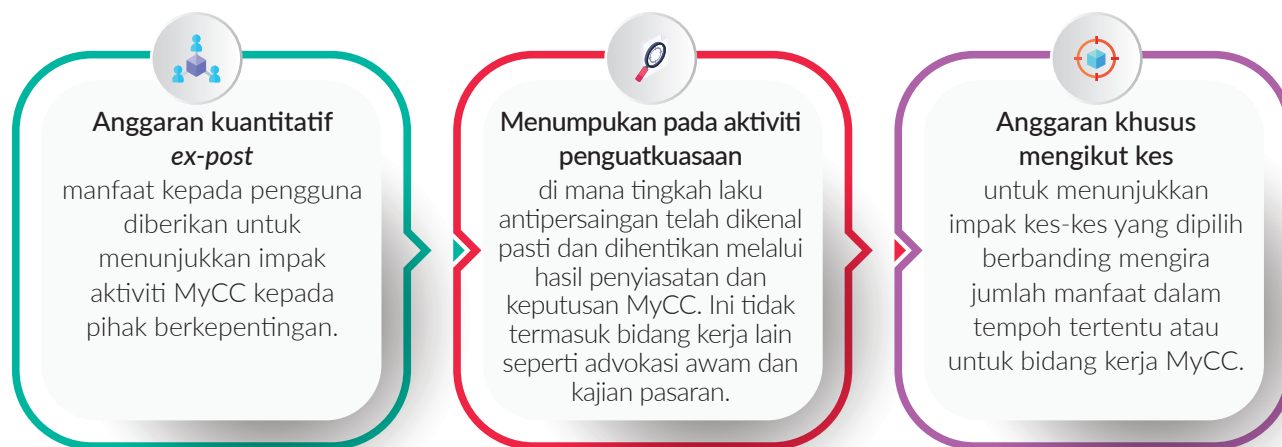 Anggaran kuantitatif
ex-post
manfaat kepada pengguna
diberikan untuk
menunjukkan impak
aktiviti MyCC kepada
pihak berkepentingan.
Menumpukan pada aktiviti
penguatkuasaan
di mana tingkah laku
antipersaingan telah dikenal
pasti dan dihentikan melalui
hasil penyiasatan dan
keputusan MyCC. Ini tidak
termasuk bidang kerja lain
seperti advokasi awam dan
kajian pasaran.
Anggaran khusus
mengikut kes
untuk menunjukkan
impak kes-kes yang dipilih
berbanding mengira
jumlah manfaat dalam
tempoh tertentu atau
untuk bidang kerja MyCC.